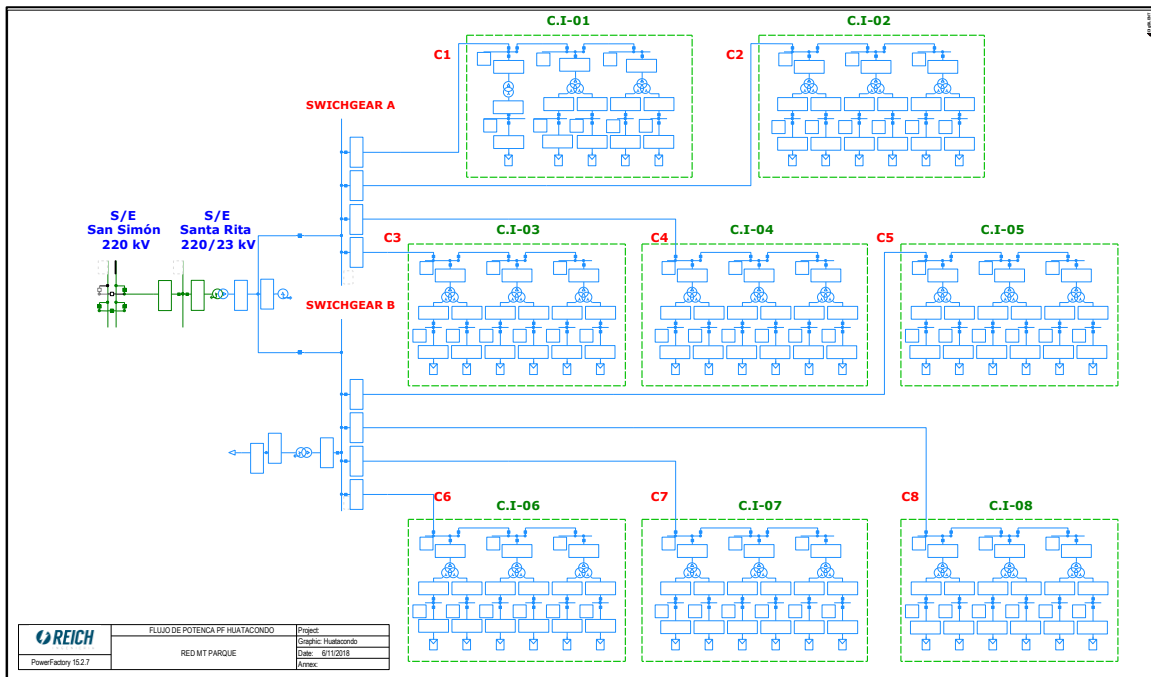 C.I-01
C.I-02
C1
C2
SWICHGEAR A
S/E
San Simón
220 kV
S/E
Santa Rita
220/23 kV
C3
C.I-03
C4
C.I-04
C5
C.I-05
SWICHGEAR B
C6
C.I-06
C7
C.I-07
C8
C.I-08
REICH
PowerFactory 15.2.7
FLUJO DE POTENCA PF HUATACONDO
RED MT PARQUE
Project:
Graphic: Huatacondo
Date: 6/11/2018
Annex: